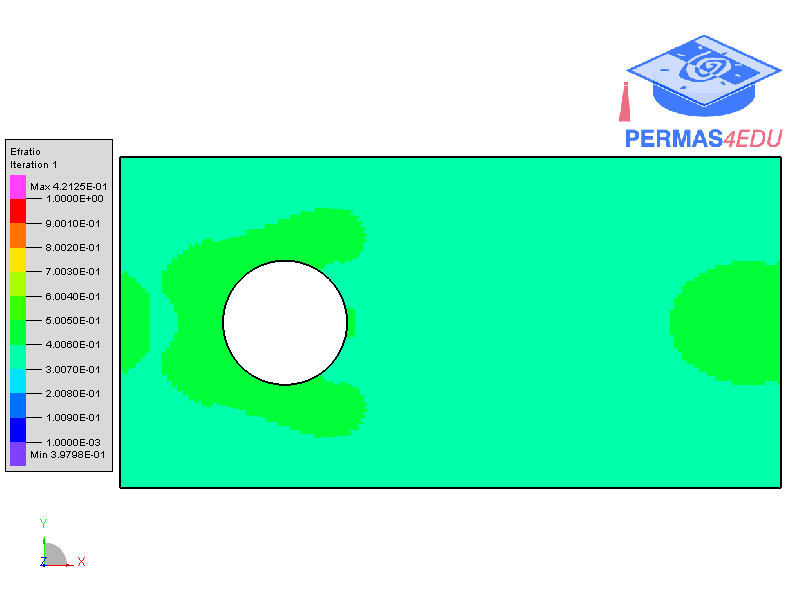 PERMAS4EDU
Efratio
Iteration 1
Max 4.2125E-01
1.0000E+00
9.0010E-01
8.0020E-01
7.0030E-01
6.0040E-01
5.0050E-01
4.0060E-01
3.0070E-01
2.0080E-01
1.0090E-01
1.0000E-03
Min 3.9798E-01
Y
Z X